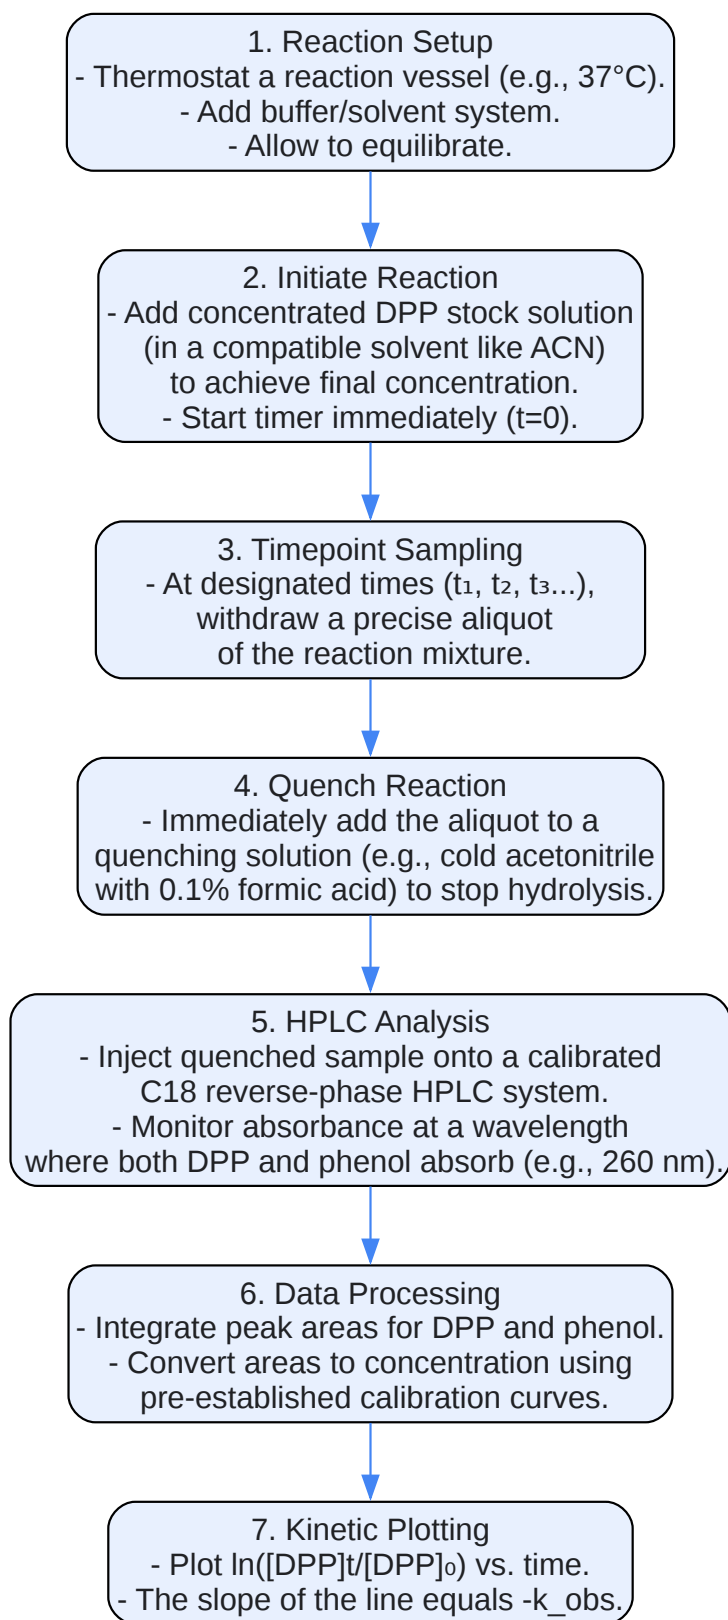 1. Reaction Setup
- Thermostat a reaction vessel (e.g., 37°C).
- Add buffer/solvent system.
- Allow to equilibrate.
2. Initiate Reaction
- Add concentrated DPP stock solution
(in a compatible solvent like ACN)
to achieve final concentration.
- Start timer immediately (t=0).
3. Timepoint Sampling
- At designated times (t₁, t₂, t₃...),
withdraw a precise aliquot
of the reaction mixture.
4. Quench Reaction
- Immediately add the aliquot to a
quenching solution (e.g., cold acetonitrile
with 0.1% formic acid) to stop hydrolysis.
5. HPLC Analysis
- Inject quenched sample onto a calibrated
C18 reverse-phase HPLC system.
- Monitor absorbance at a wavelength
where both DPP and phenol absorb (e.g., 260 nm).
6. Data Processing
- Integrate peak areas for DPP and phenol.
- Convert areas to concentration using
pre-established calibration curves.
7. Kinetic Plotting
- Plot ln([DPP]t/[DPP]₀) vs. time.
- The slope of the line equals -k_obs.